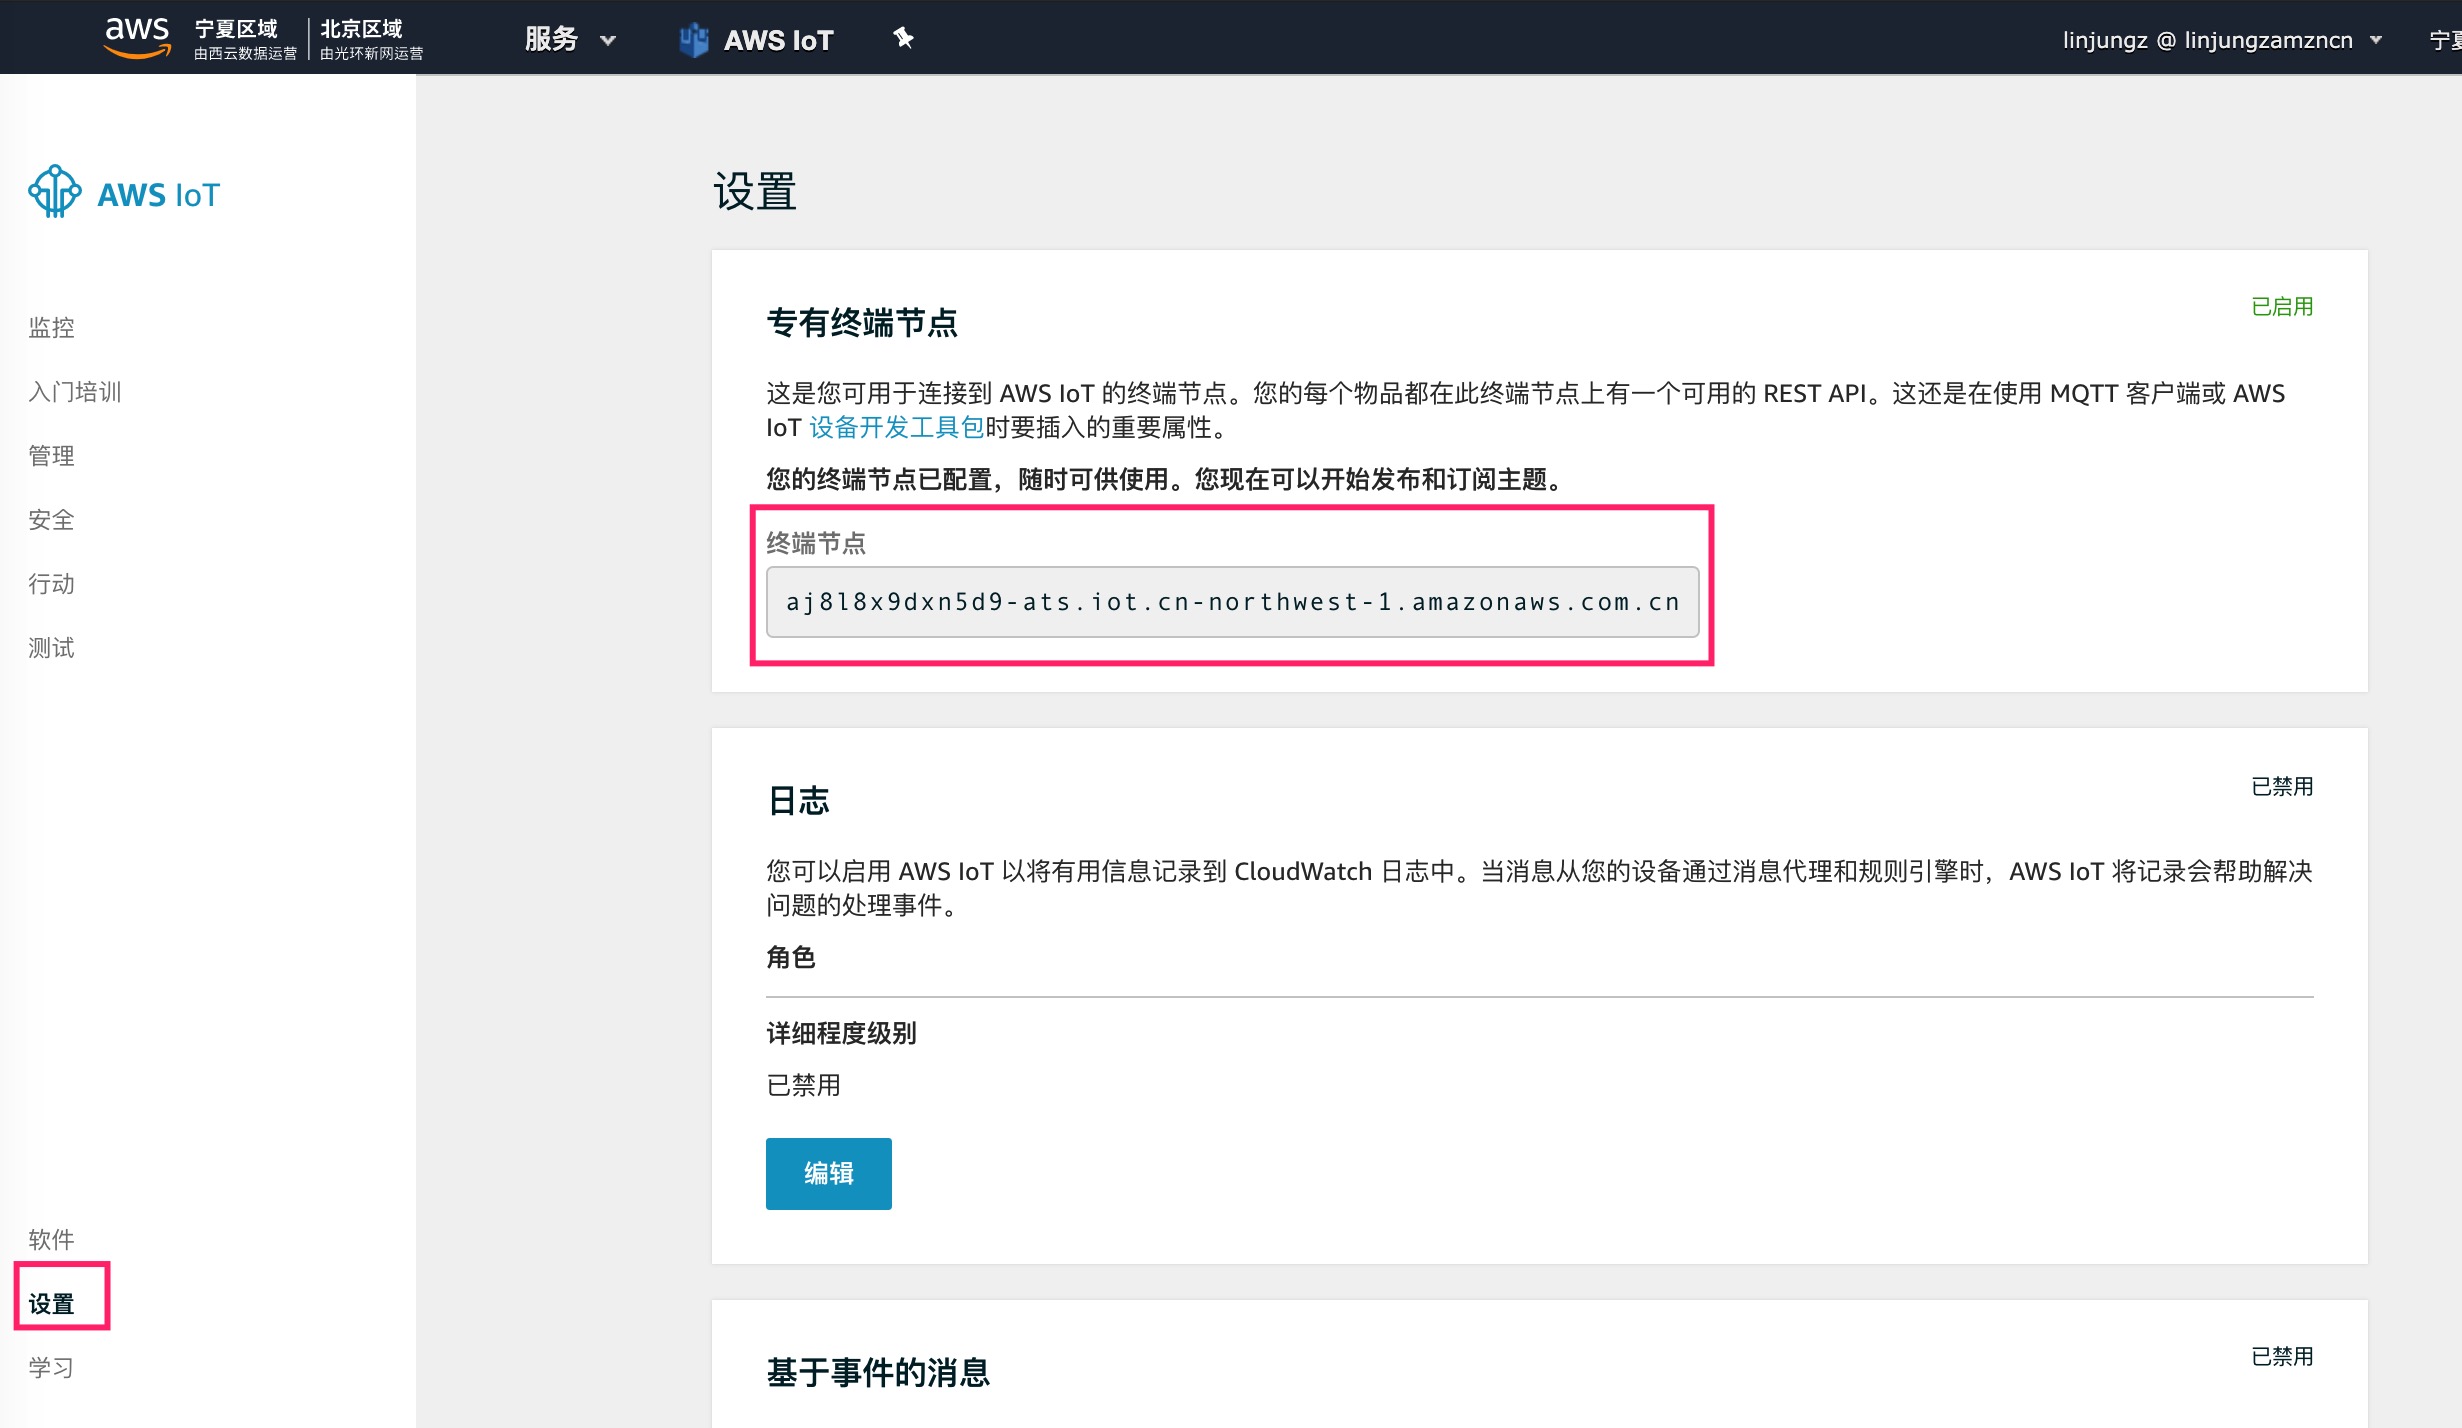 aws 宁夏区域 北京区域 服务 AWS IoT linjungz @ linjungzamzncn
由西云数据运营 由光环新网运营
AWS IoT
监控
入门培训
管理
安全
行动
测试
软件
设置
学习
设置
专有终端节点
已启用
这是您可用于连接到 AWS IoT 的终端节点。您的每个物品都在此终端节点上有一个可用的 REST API。这还是在使用 MQTT 客户端或 AWS
IoT 设备开发工具包时要插入的重要属性。
您的终端节点已配置，随时可供使用。您现在可以开始发布和订阅主题。
终端节点
aj8l8x9dxn5d9-ats.iot.cn-northwest-1.amazonaws.com.cn
日志
已禁用
您可以启用 AWS IoT 以将有用信息记录到 CloudWatch 日志中。当消息从您的设备通过消息代理和规则引擎时，AWS IoT 将记录会帮助解决
问题的处理事件。
角色
详细程度级别
已禁用
编辑
基于事件的消息
已禁用